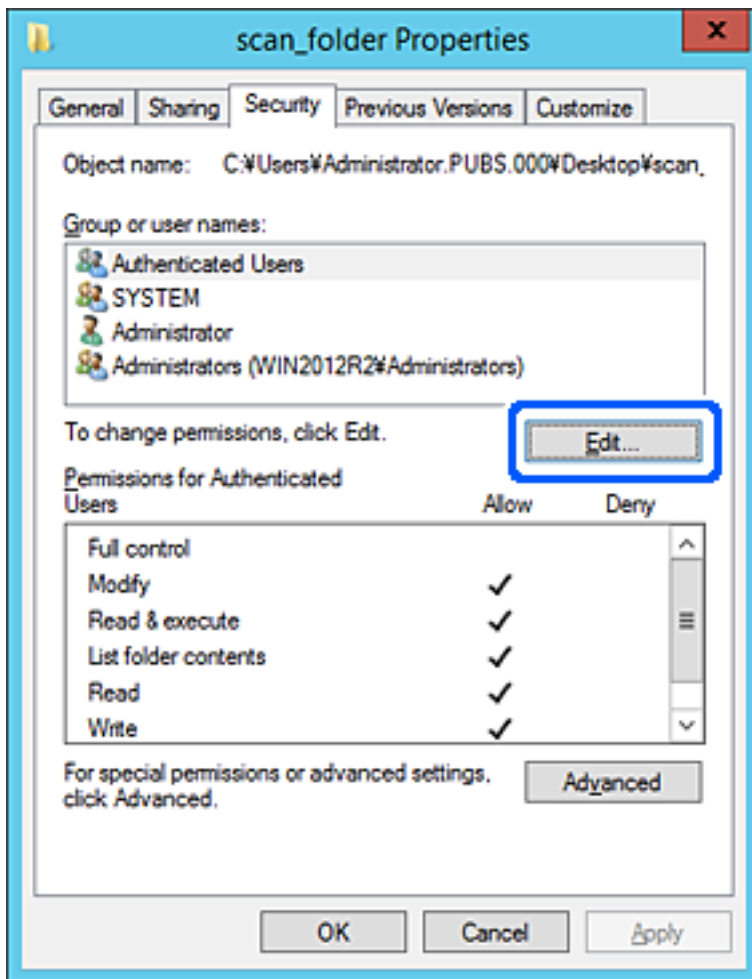 scan_folder Properties
x
General Sharing Security Previous Versions Customize
Object name: C:¥Users¥Administrator.PUBS.000¥Desktop¥scan_
Group or user names:
Authenticated Users
SYSTEM
Administrator
Administrators (WIN2012R2¥Administrators)
To change permissions, click Edit.
Edit...
Permissions for Authenticated
Users Allow Deny
Full control
Modify
Read & execute
List folder contents
Read
Write
For special permissions or advanced settings,
click Advanced.
Advanced
OK Cancel Apply